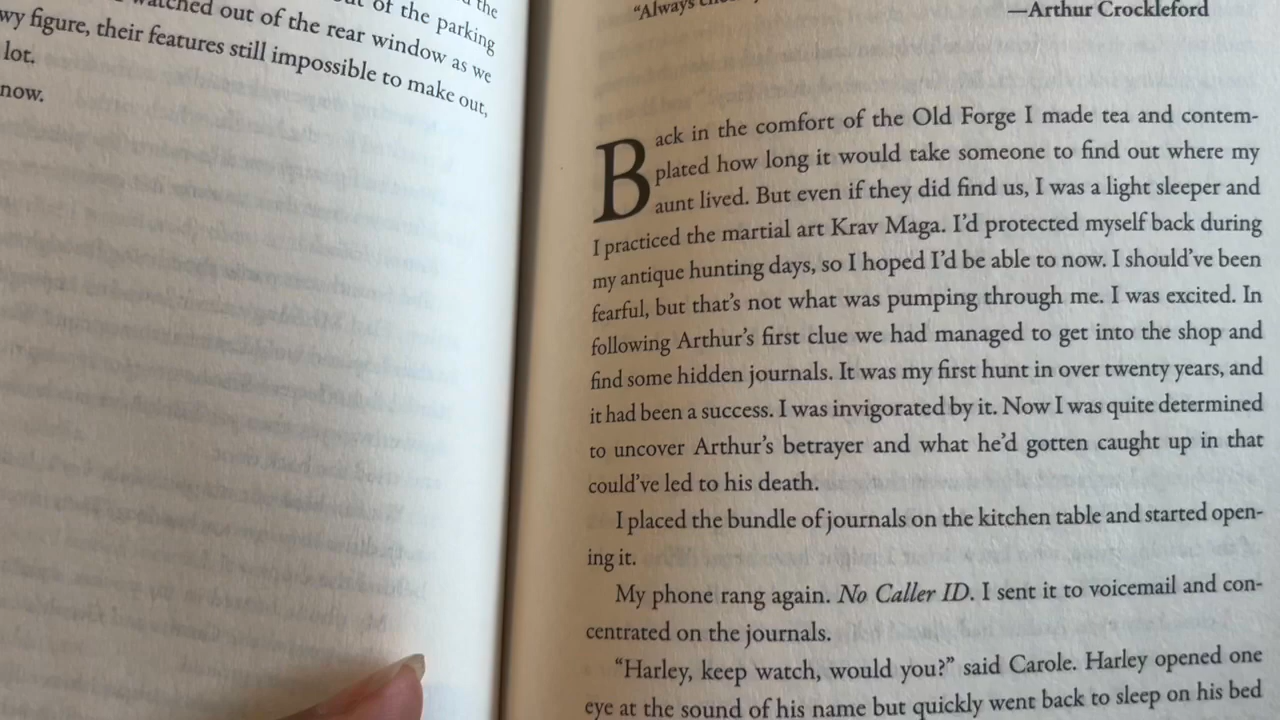 the
of the parking
watched out of the rear window as we
wy figure, their features still impossible to make out,
lot.
now.
"Always
—Arthur Crockleford
Back in the comfort of the Old Forge I made tea and contem-
plated how long it would take someone to find out where my
aunt lived. But even if they did find us, I was a light sleeper and
I practiced the martial art Krav Maga. I'd protected myself back during
my antique hunting days, so I hoped I'd be able to now. I should've been
fearful, but that's not what was pumping through me. I was excited. In
following Arthur's first clue we had managed to get into the shop and
find some hidden journals. It was my first hunt in over twenty years, and
it had been a success. I was invigorated by it. Now I was quite determined
to uncover Arthur's betrayer and what he'd gotten caught up in that
could've led to his death.
I placed the bundle of journals on the kitchen table and started open-
ing it.
My phone rang again. No Caller ID. I sent it to voicemail and con-
centrated on the journals.
"Harley, keep watch, would you?" said Carole. Harley opened one
eye at the sound of his name but quickly went back to sleep on his bed